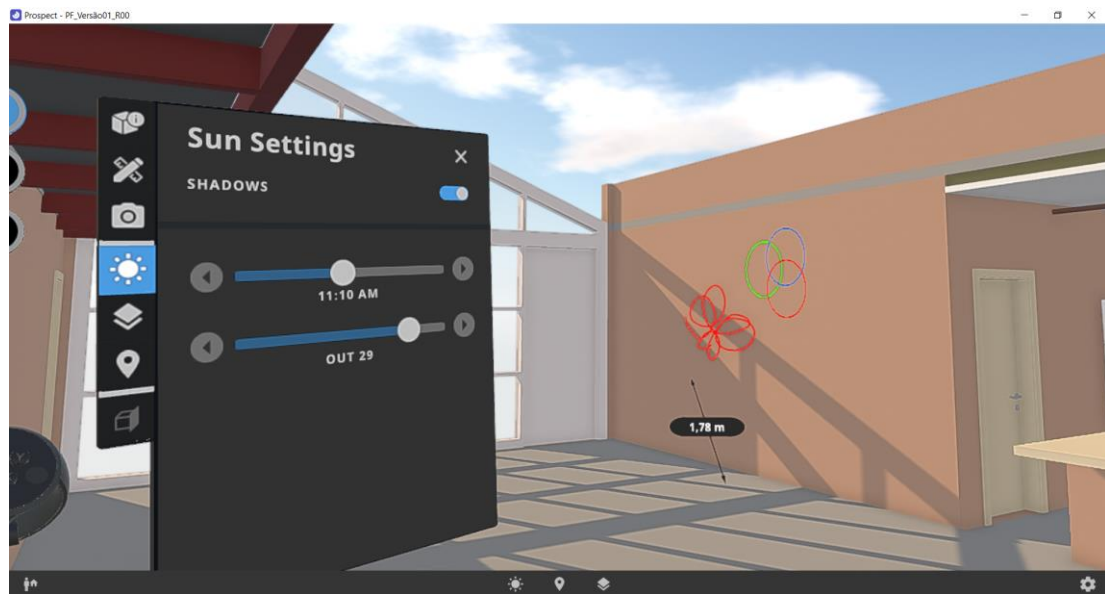 Prospect - PF_Versão01_R00
Sun Settings
SHADOWS
11:10 AM
OUT 29
1,78 m